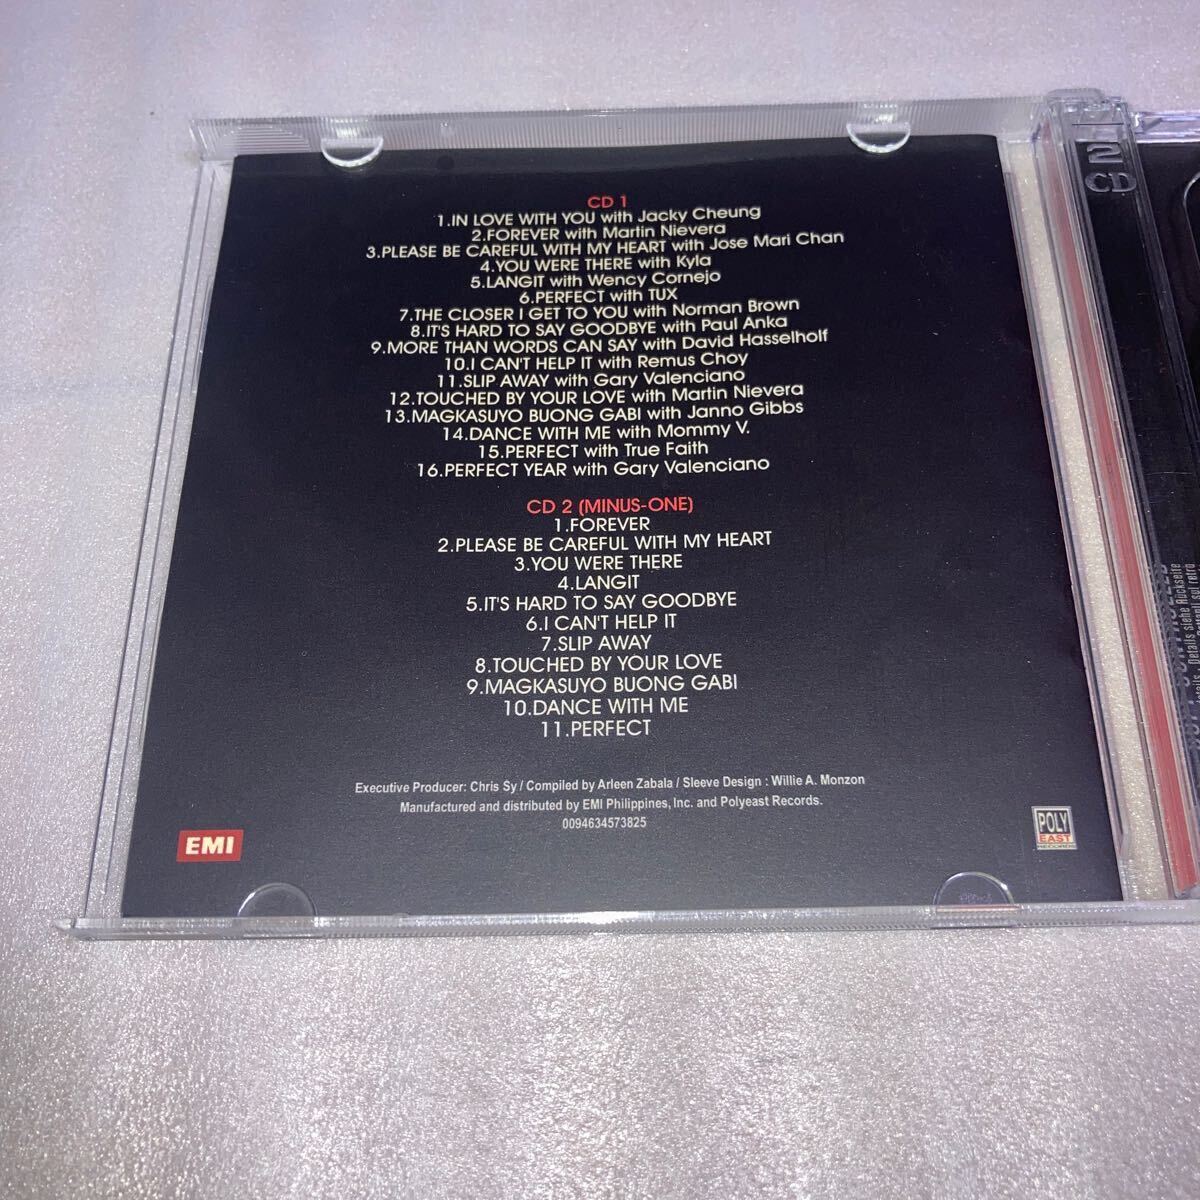 CD 1
1.IN LOVE WITH YOU with Jacky Cheung
2.FOREVER with Martin Nievera
3.PLEASE BE CAREFUL WITH MY HEART with Jose Mari Chan
4.YOU WERE THERE with Kyla
5.LANGIT with Wency Cornejo
6.PERFECT with TUX
7.THE CLOSER I GET TO YOU with Norman Brown
8.IT'S HARD TO SAY GOODBYE with Paul Anka
9.MORE THAN WORDS CAN SAY with David Hasselholf
10.I CAN'T HELP IT with Remus Choy
11.SLIP AWAY with Gary Valenciano
12.TOUCHED BY YOUR LOVE with Martin Nievera
13.MAGKASUYO BUONG GABI with Janno Gibbs
14.DANCE WITH ME with Mommy V.
15.PERFECT with True Faith
16.PERFECT YEAR with Gary Valenciano
CD 2 (MINUS-ONE)
1.FOREVER
2.PLEASE BE CAREFUL WITH MY HEART
3.YOU WERE THERE
4.LANGIT
5.IT'S HARD TO SAY GOODBYE
6.I CAN'T HELP IT
7.SLIP AWAY
8.TOUCHED BY YOUR LOVE
9.MAGKASUYO BUONG GABI
10.DANCE WITH ME
11.PERFECT
Executive Producer: Chris Sy / Compiled by Arleen Zabala / Sleeve Design : Willie A. Monzon
Manufactured and distributed by EMI Philippines, Inc. and Polyeast Records.
0094634573825
EMI
POLY
EAST
RECORDS
2
CD
Details siehe Rückseite
sul retro